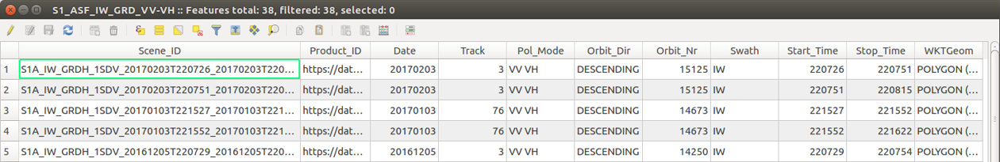 S1_ASF_IW_GRD_VV-VH :: Features total: 38, filtered: 38, selected: 0
Scene_ID Product_ID Date Track Pol_Mode Orbit_Dir Orbit_Nr Swath Start_Time Stop_Time WKTGeom
1 S1A_IW_GRDH_1SDV_20170203T220726_20170203T220... https://dat... 20170203 3 VV VH DESCENDING 15125 IW 220726 220751 POLYGON (...
2 S1A_IW_GRDH_1SDV_20170203T220751_20170203T220... https://dat... 20170203 3 VV VH DESCENDING 15125 IW 220751 220815 POLYGON (...
3 S1A_IW_GRDH_1SDV_20170103T221527_20170103T221... https://dat... 20170103 76 VV VH DESCENDING 14673 IW 221527 221552 POLYGON (...
4 S1A_IW_GRDH_1SDV_20170103T221552_20170103T221... https://dat... 20170103 76 VV VH DESCENDING 14673 IW 221552 221622 POLYGON (...
5 S1A_IW_GRDH_1SDV_20161205T220729_20161205T220... https://dat... 20161205 3 VV VH DESCENDING 14250 IW 220729 220754 POLYGON (...